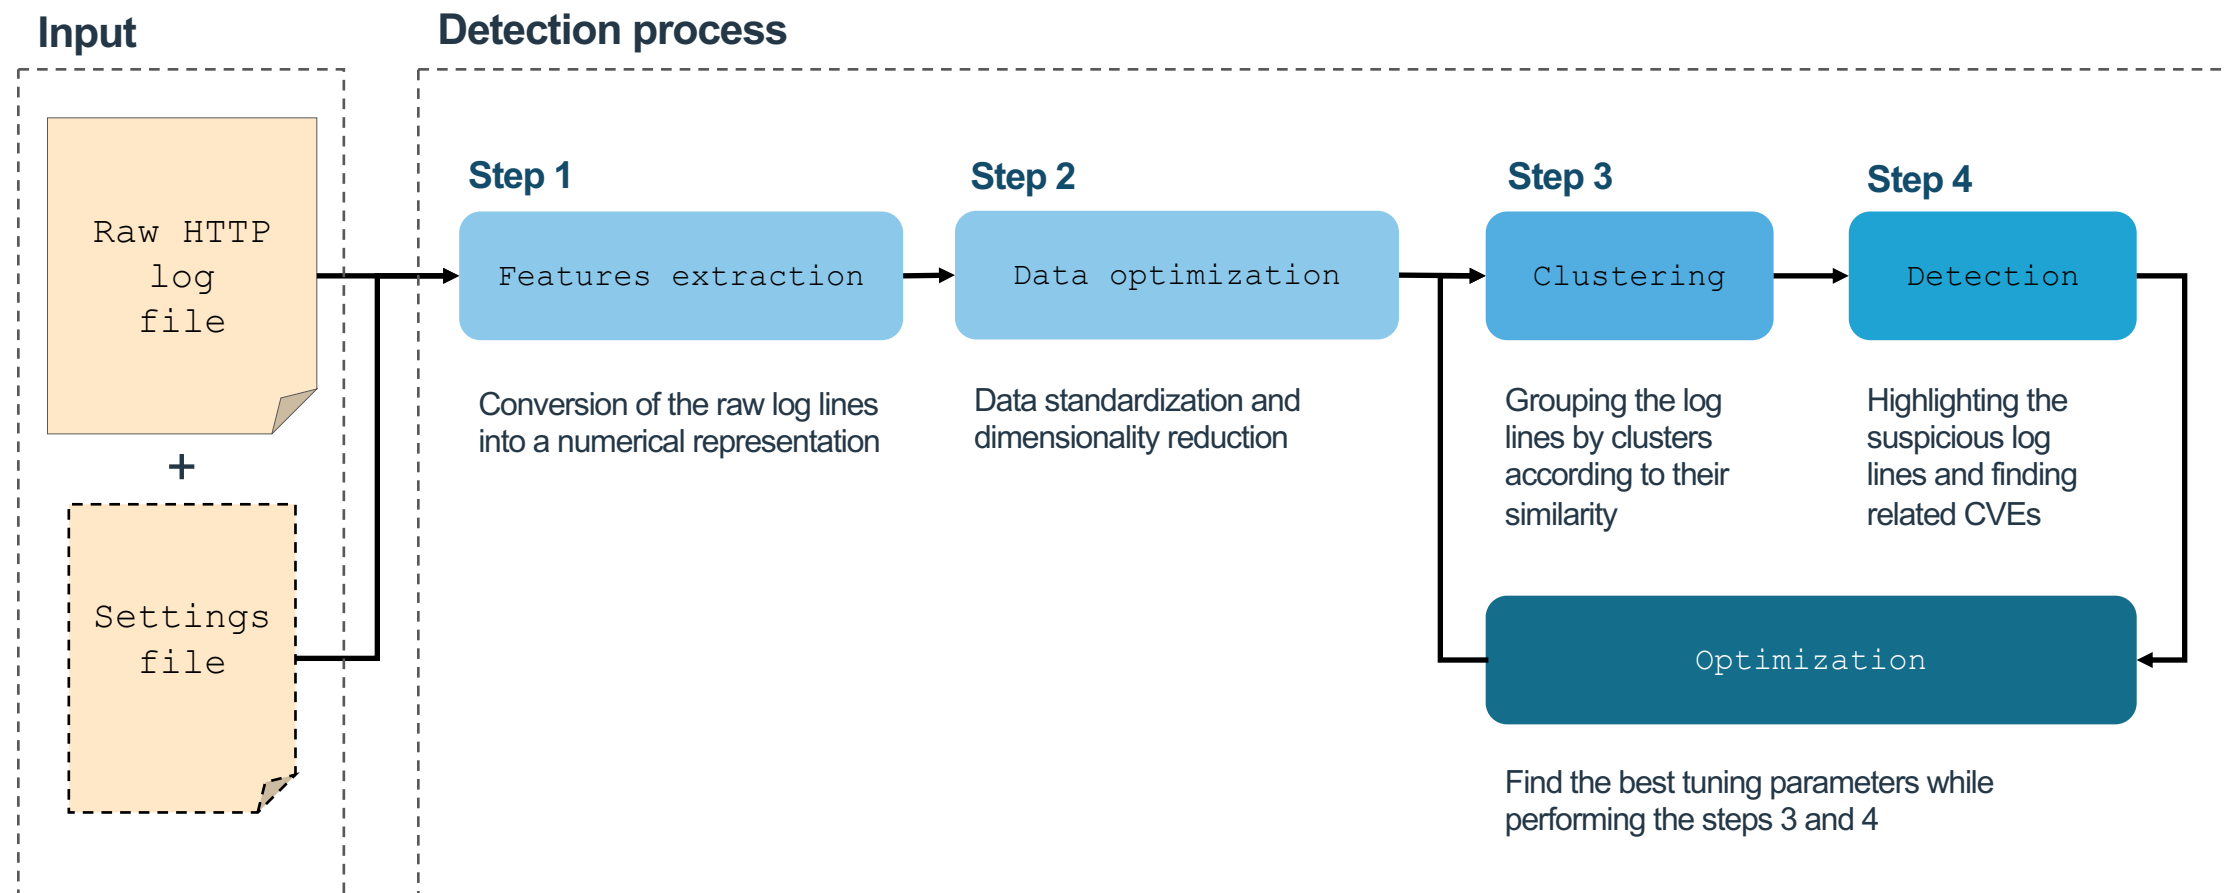 Input
Raw HTTP
log
file
+
Settings
file
Detection process
Step 1
Features extraction
Conversion of the raw log lines
into a numerical representation
Step 2
Data optimization
Data standardization and
dimensionality reduction
Step 3
Clustering
Grouping the log
lines by clusters
according to their
similarity
Step 4
Detection
Highlighting the
suspicious log
lines and finding
related CVEs
Optimization
Find the best tuning parameters while
performing the steps 3 and 4